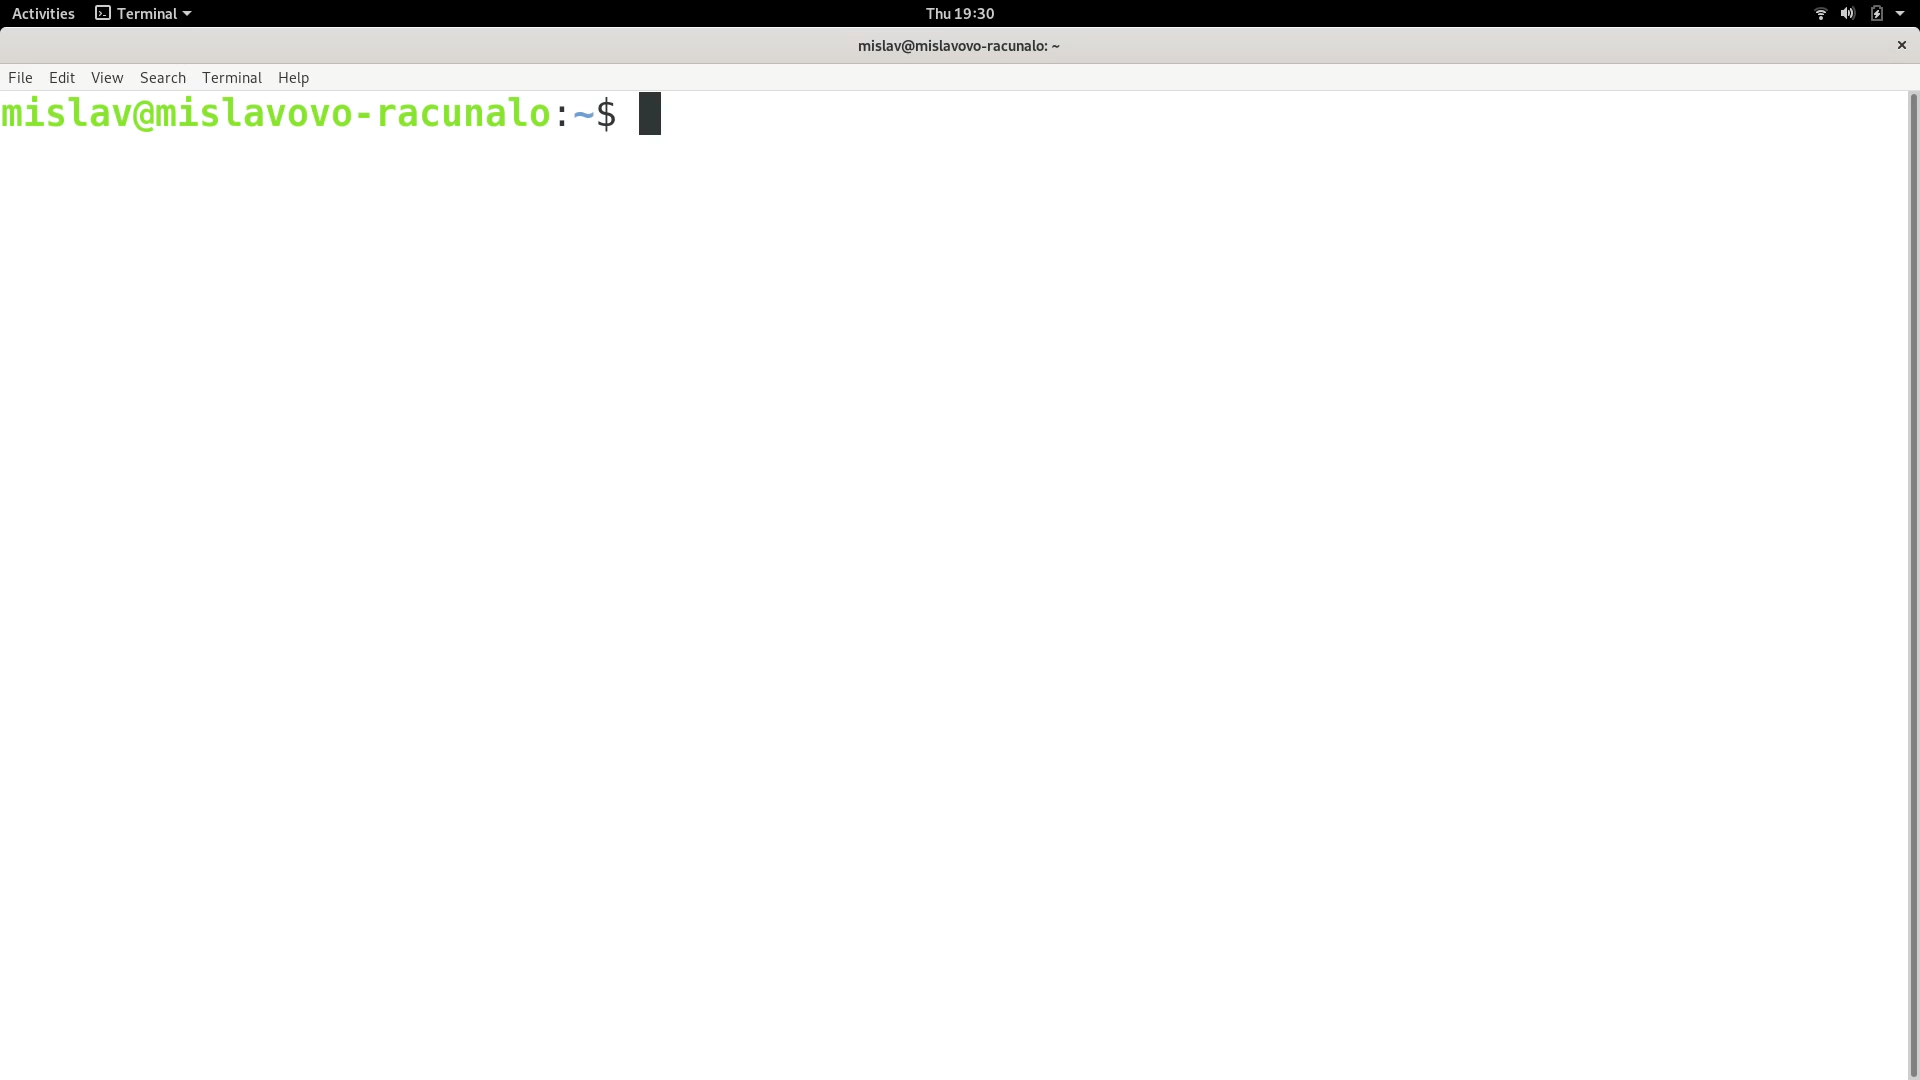 Activities Terminal Thu 19:30
mislav@mislavovo-racunalo: ~
File Edit View Search Terminal Help
mislav@mislavovo-racunalo:~$